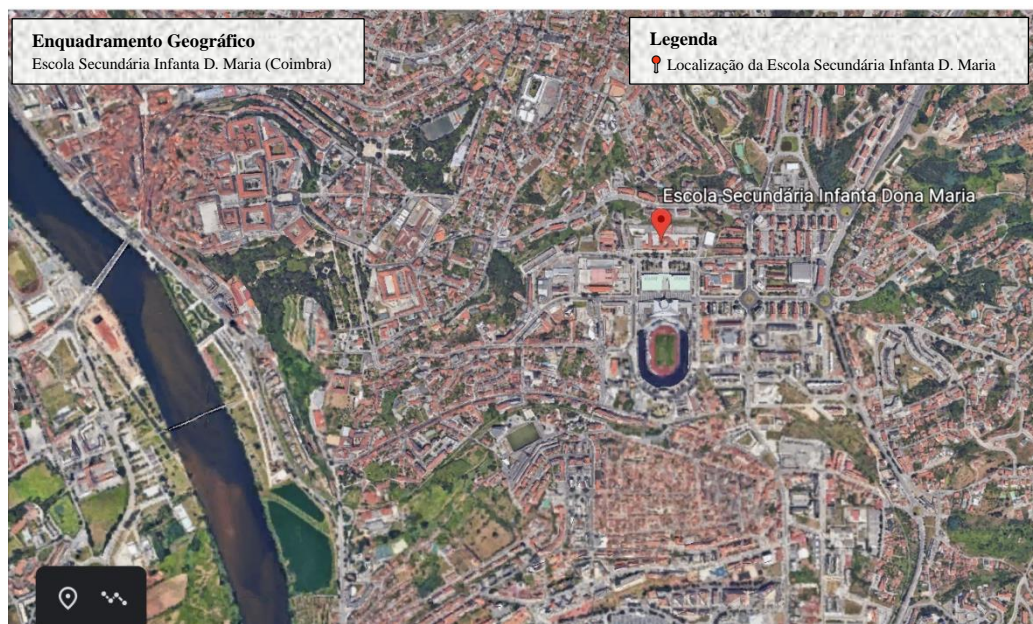 Enquadramento Geográfico
Escola Secundária Infanta D. Maria (Coimbra)
Legenda
Localização da Escola Secundária Infanta D. Maria
Escola Secundária Infanta Dona Maria